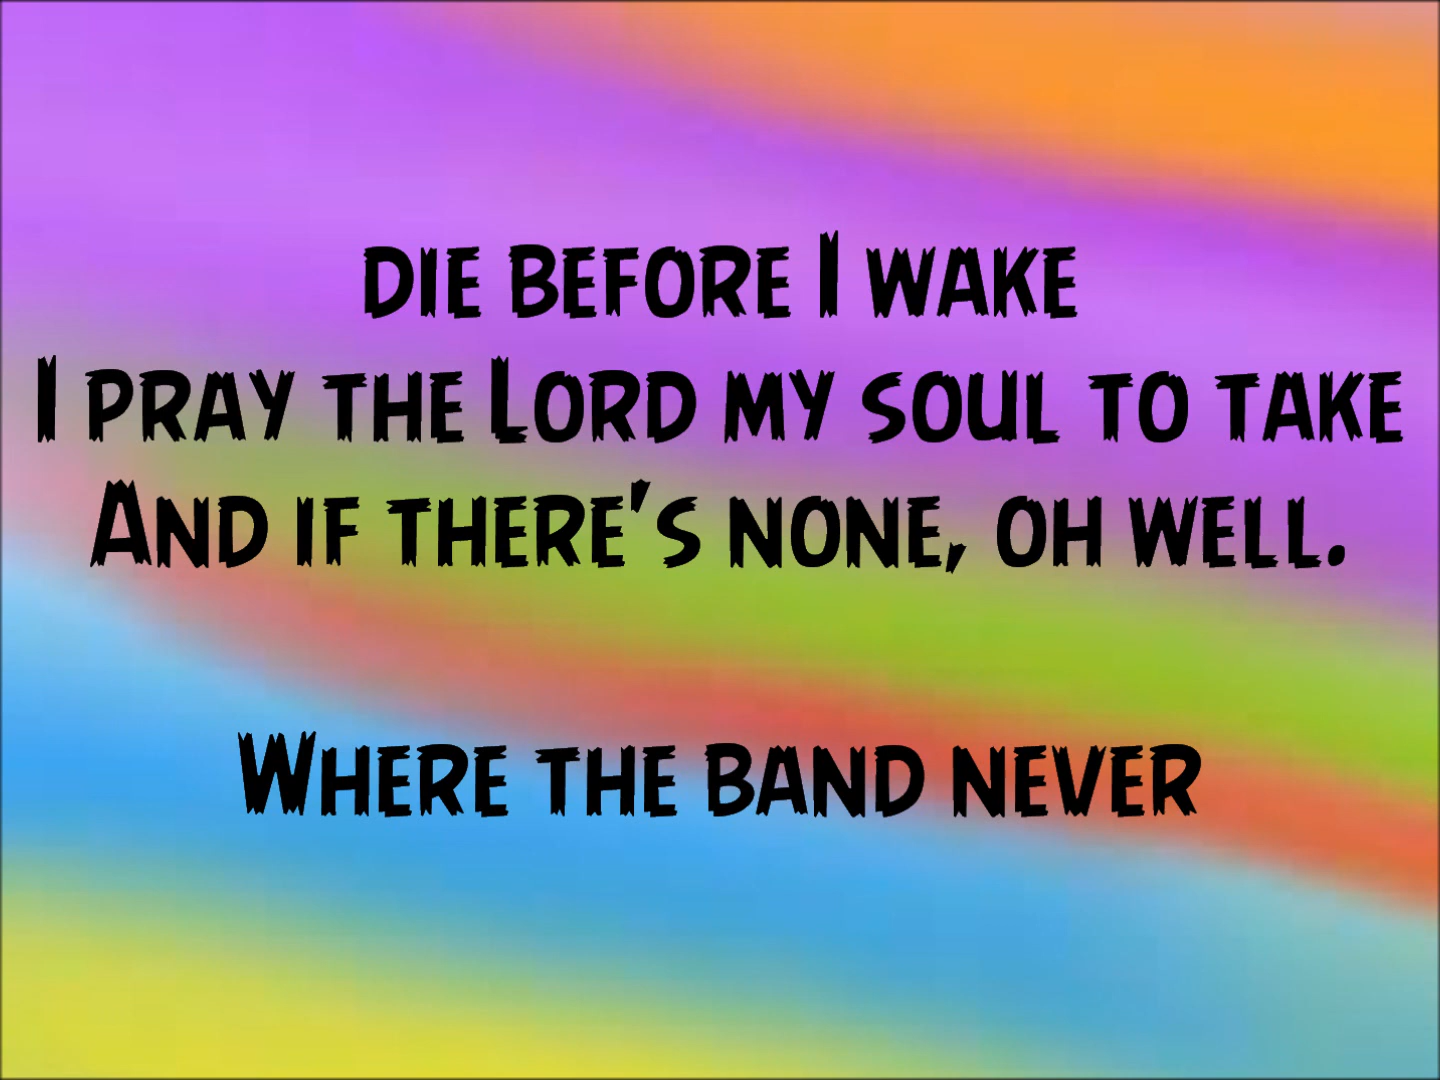 die before I wake
I pray the Lord my soul to take
And if there's none, oh well.
Where the band never